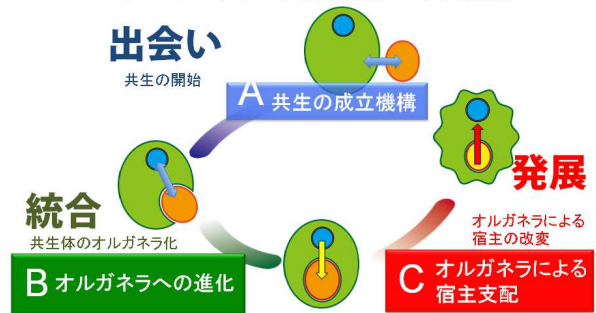 出会い
共生の開始
A 共生の成立機構
発展
オルガネラによる
宿主の改変
統合
共生体のオルガネラ化
B オルガネラへの進化
C オルガネラによる
宿主支配